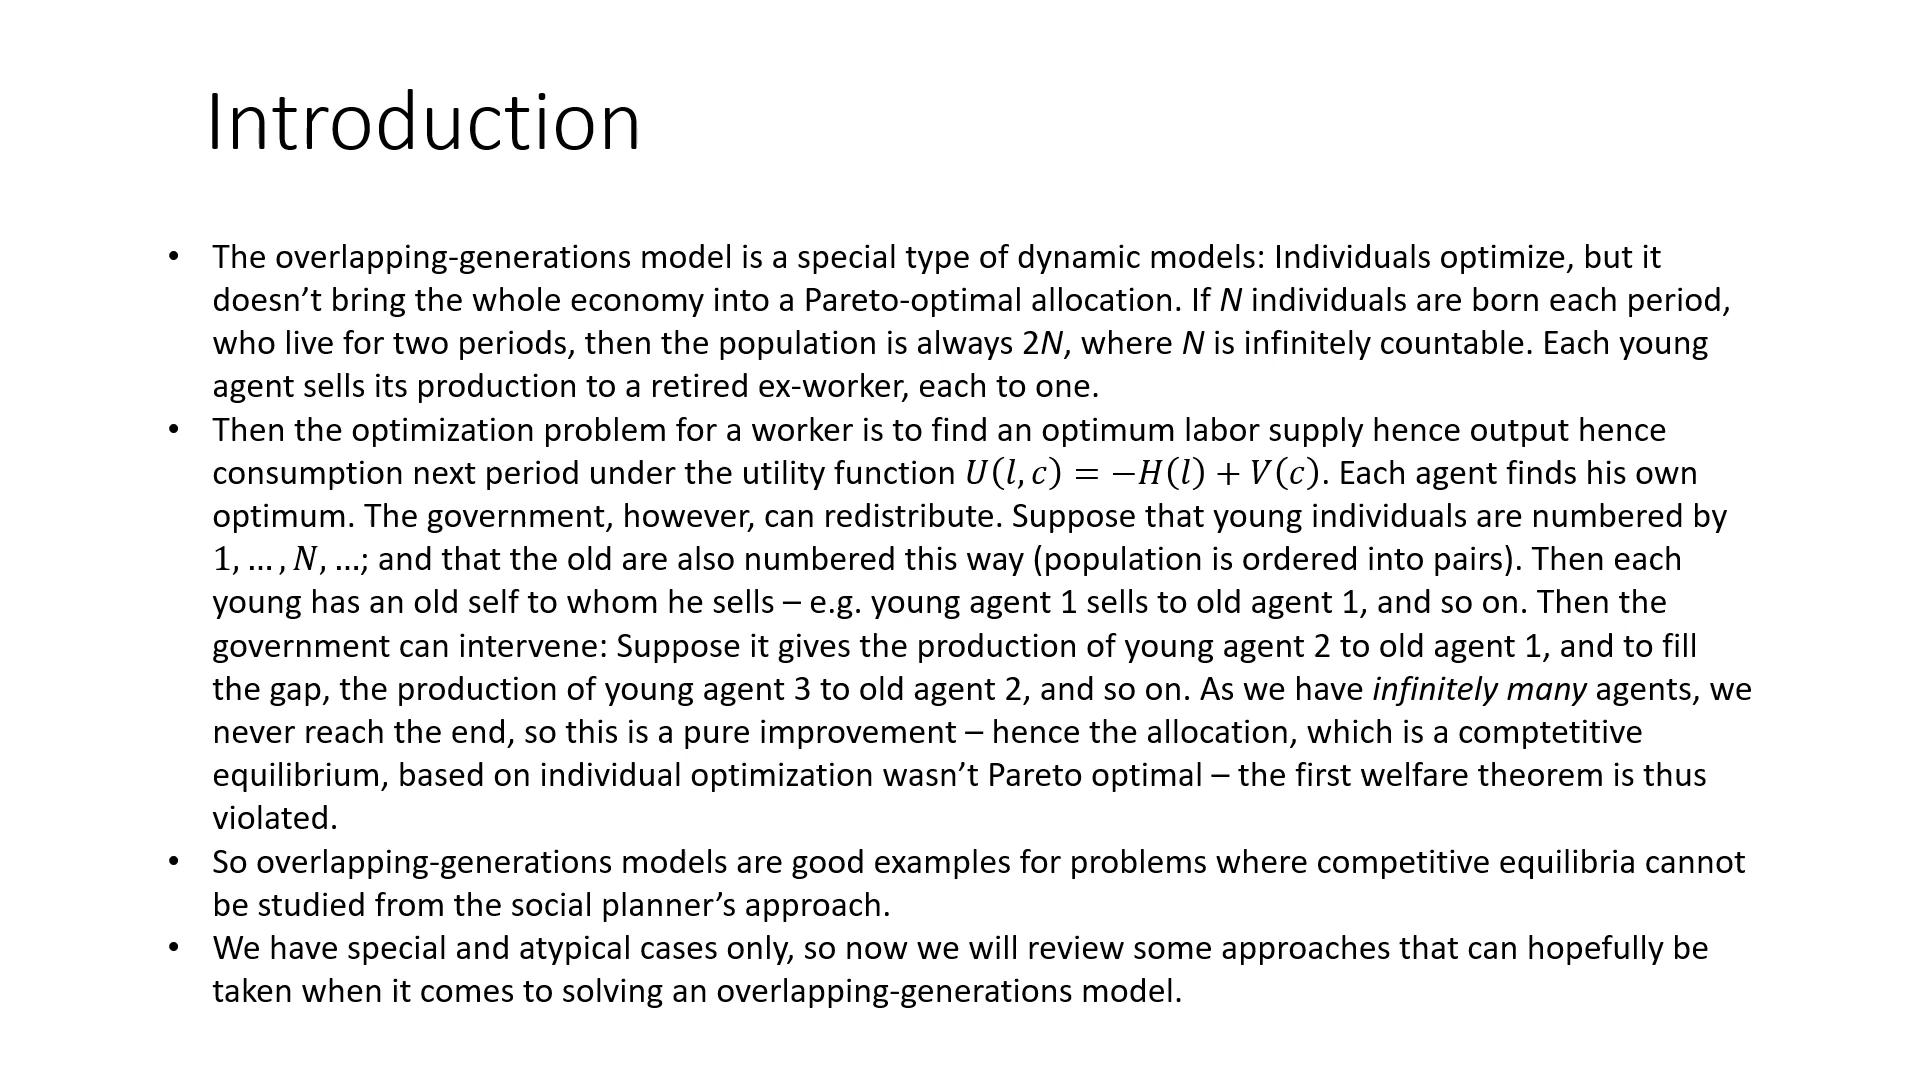 Introduction
• The overlapping-generations model is a special type of dynamic models: Individuals optimize, but it
doesn’t bring the whole economy into a Pareto-optimal allocation. If N individuals are born each period,
who live for two periods, then the population is always 2N, where N is infinitely countable. Each young
agent sells its production to a retired ex-worker, each to one.
• Then the optimization problem for a worker is to find an optimum labor supply hence output hence
consumption next period under the utility function U(l, c) = −H(l) + V(c). Each agent finds his own
optimum. The government, however, can redistribute. Suppose that young individuals are numbered by
1, … , N, …; and that the old are also numbered this way (population is ordered into pairs). Then each
young has an old self to whom he sells – e.g. young agent 1 sells to old agent 1, and so on. Then the
government can intervene: Suppose it gives the production of young agent 2 to old agent 1, and to fill
the gap, the production of young agent 3 to old agent 2, and so on. As we have infinitely many agents, we
never reach the end, so this is a pure improvement – hence the allocation, which is a comptetitive
equilibrium, based on individual optimization wasn’t Pareto optimal – the first welfare theorem is thus
violated.
• So overlapping-generations models are good examples for problems where competitive equilibria cannot
be studied from the social planner’s approach.
• We have special and atypical cases only, so now we will review some approaches that can hopefully be
taken when it comes to solving an overlapping-generations model.